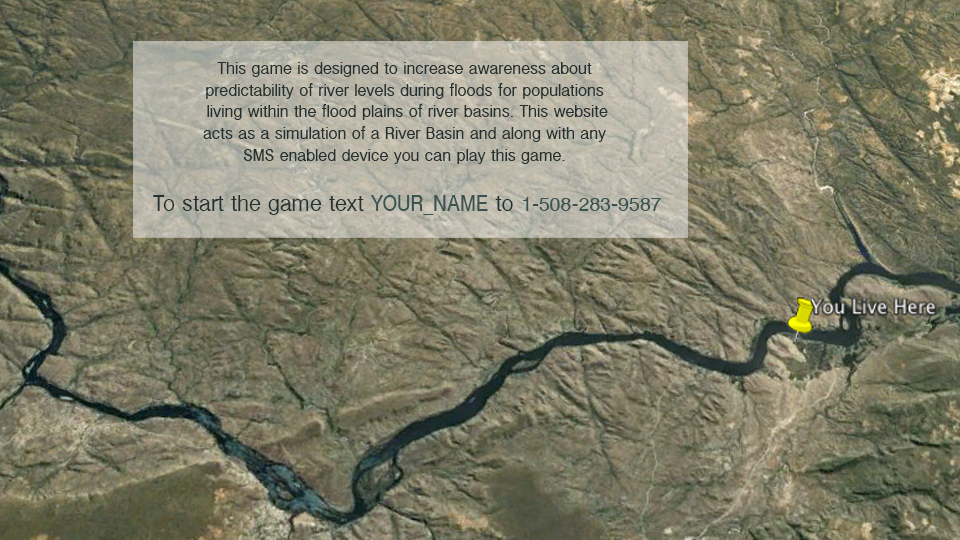 This game is designed to increase awareness about
predictability of river levels during floods for populations
living within the flood plains of river basins. This website
acts as a simulation of a River Basin and along with any
SMS enabled device you can play this game.
To start the game text YOUR_NAME to 1-508-283-9587
You Live Here